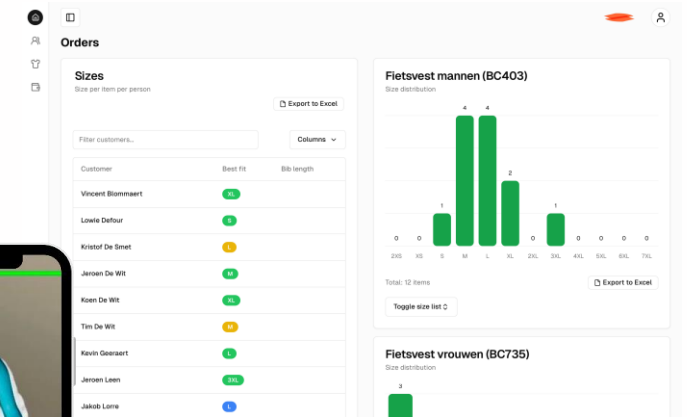 Orders
Sizes
Size per item per person
Export to Excel
Filter customers...
Columns
Customer Best fit Bib length
Vincent Blommaert XL
Lowie Defour S
Kristof De Smet L
Jeroen De Wit M
Koen De Wit XL
Tim De Wit M
Kevin Geeraert L
Jeroen Leen 3XL
Jakob Lorre L
Fietsvest mannen (BC403)
Size distribution
0 0 1 4 4 2 0 1 0 0 0 0
2XS XS S M L XL 2XL 3XL 4XL 5XL 6XL 7XL
Total: 12 items
Export to Excel
Toggle size list
Fietsvest vrouwen (BC735)
Size distribution
3